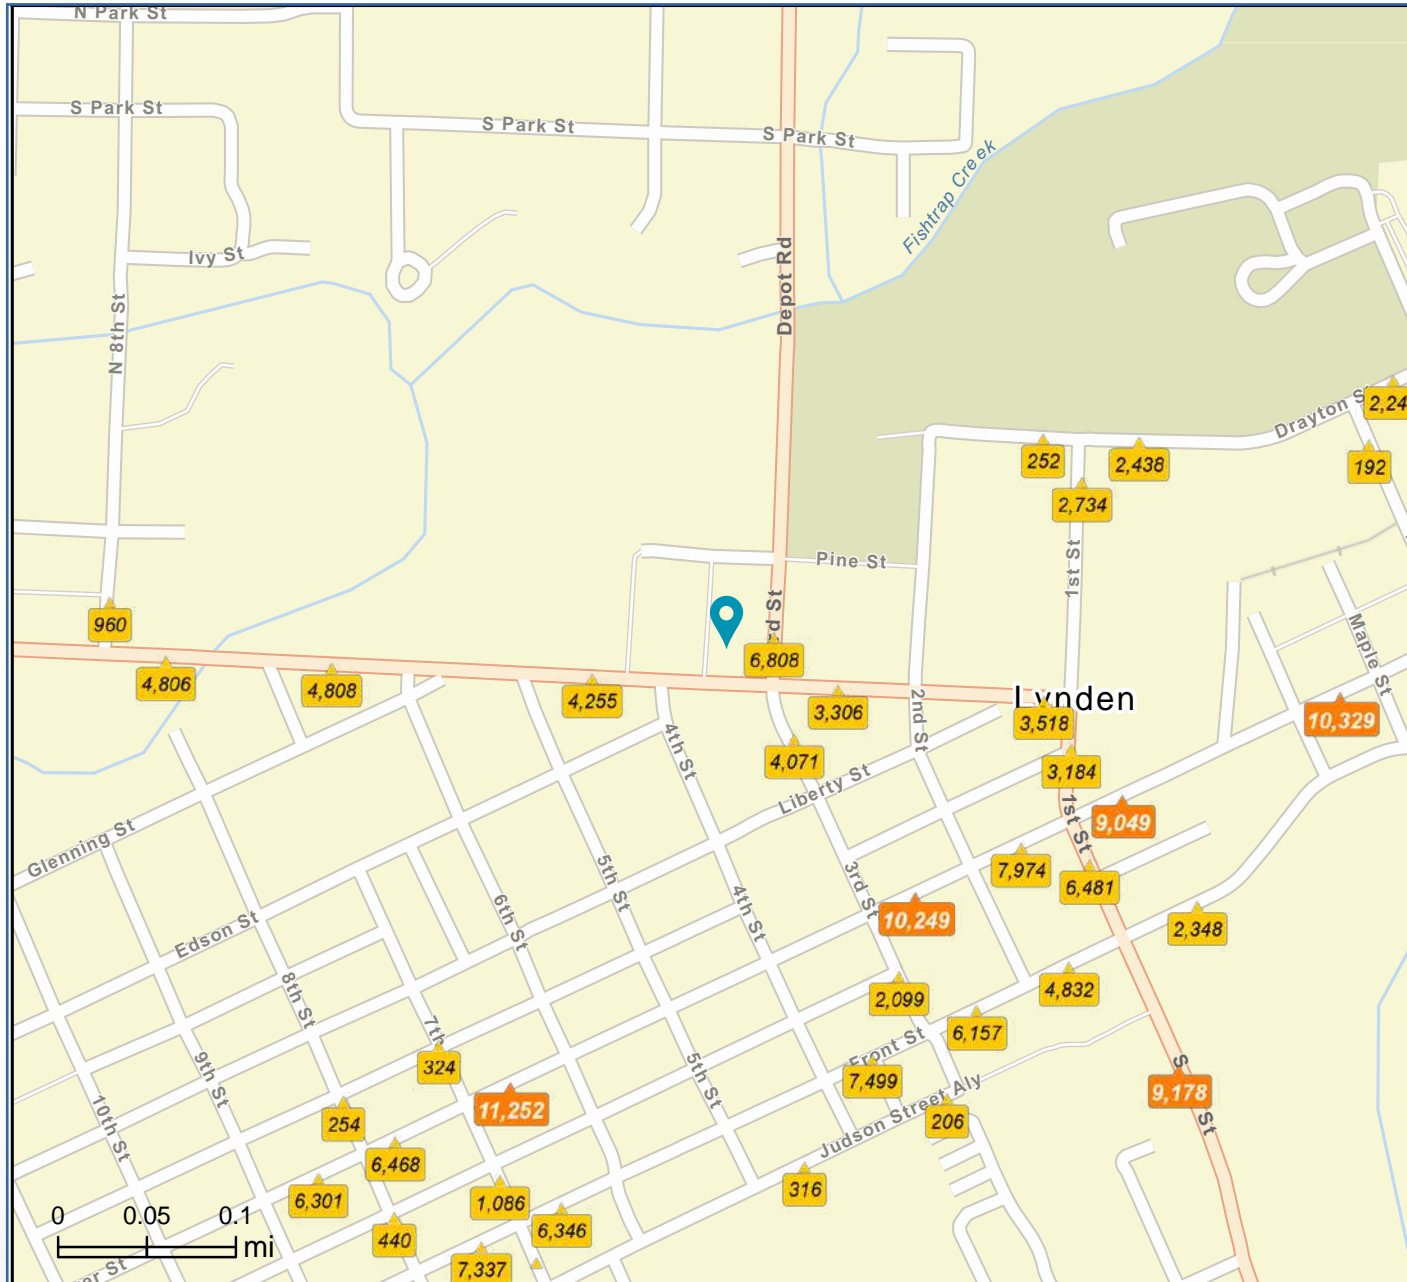 N Park St
S Park St
S Park St
S Park St
Fishtrap Creek
Ivy St
Depot Rd
N 8th St
Drayton
252
2,438
192
2,734
1st St
Pine St
960
rd St
Maple St
6,808
4,806
4,808
4,255
3,306
2nd St
Lynden
3,518
10,329
4th St
4,071
3,184
Liberty St
1st St
9,049
Glenning St
3rd St
7,974
6,481
5th St
4th St
10,249
2,348
Edson St
6th St
8th St
2,099
4,832
7th
6,157
Front St
324
9th St
5th St
7,499
S
St
9,178
10th St
11,252
Judson Street Aly
206
254
6,468
316
6,301
1,086
6,346
440
7,337
0 0.05 0.1
mi
St